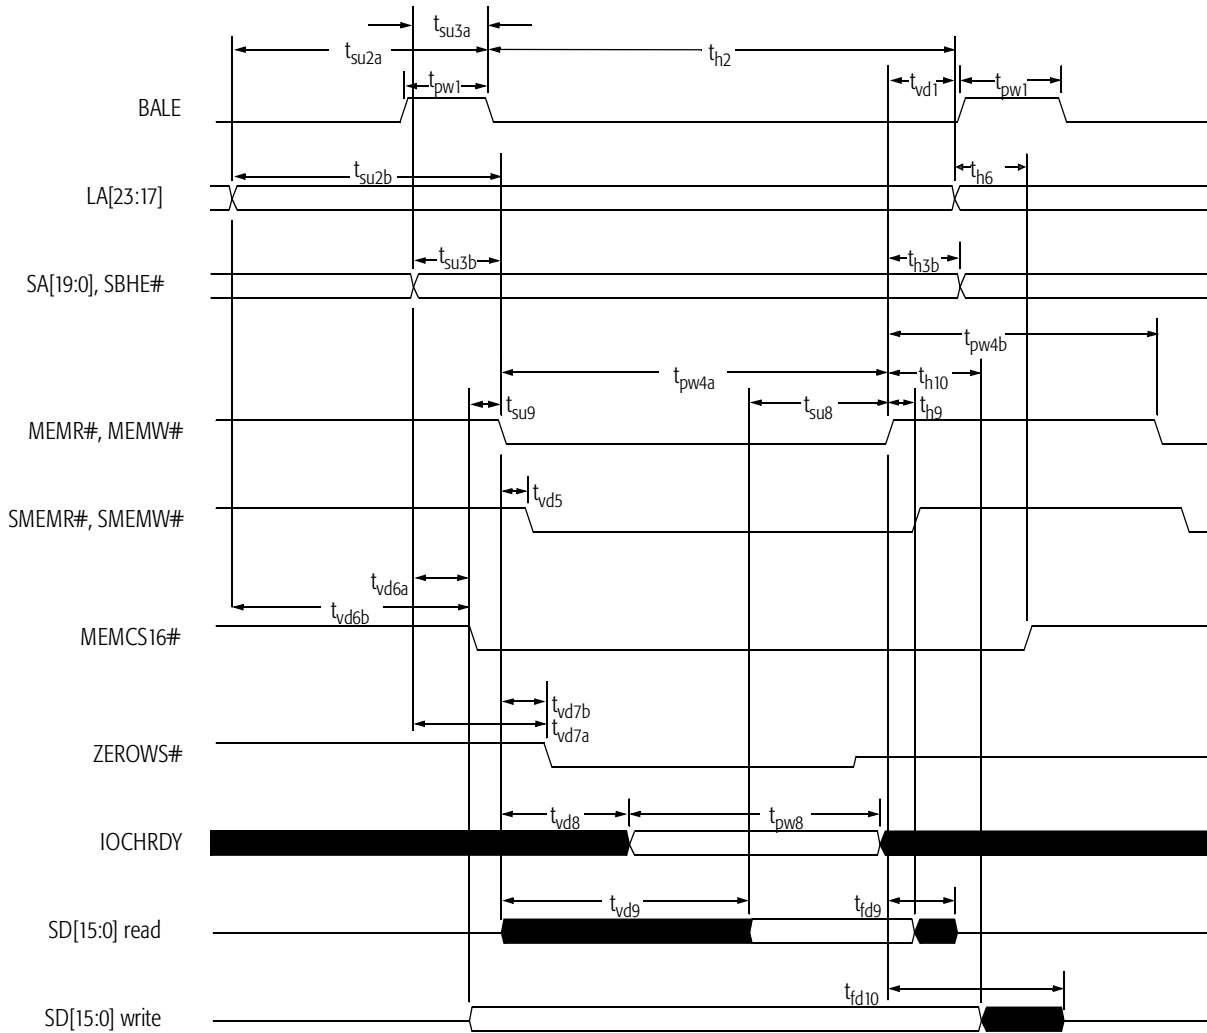 tsu3a
tsu2a
th2
tpw1
tvd1
tpw1
BALE
tsu2b
th6
LA[23:17]
tsu3b
th3b
SA[19:0], SBHE#
tpw4b
tpw4a
th10
tsu9
tsu8
th9
MEMR#, MEMW#
tvd5
SMEMR#, SMEMW#
tvd6a
tvd6b
MEMCS16#
tvd7b
tvd7a
ZEROWS#
tvd8
tpw8
IOCHRDY
tvd9
tfd9
SD[15:0] read
tfd10
SD[15:0] write